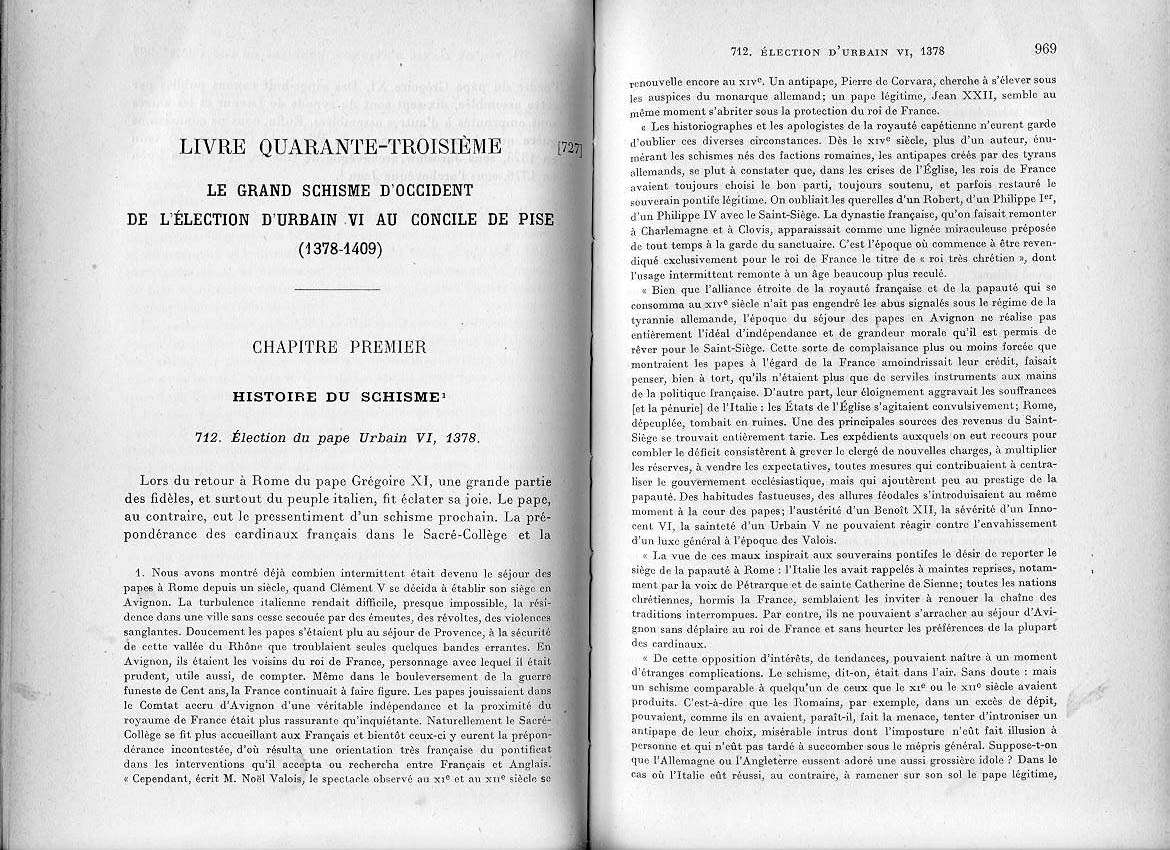 LIVRE QUARANTE-TROISIÈME [727]
LE GRAND SCHISME D'OCCIDENT
DE L'ÉLECTION D'URBAIN VI AU CONCILE DE PISE
(1378-1409)
CHAPITRE PREMIER
HISTOIRE DU SCHISME¹
712. Élection du pape Urbain VI, 1378.
Lors du retour à Rome du pape Grégoire XI, une grande partie
des fidèles, et surtout du peuple italien, fit éclater sa joie. Le pape,
au contraire, eut le pressentiment d'un schisme prochain. La pré-
pondérance des cardinaux français dans le Sacré-Collège et la
1. Nous avons montré déjà combien intermittent était devenu le séjour des
papes à Rome depuis un siècle, quand Clément V se décida à établir son siège en
Avignon. La turbulence italienne rendait difficile, presque impossible, la rési-
dence dans une ville sans cesse secouée par des émeutes, des révoltes, des violences
sanglantes. Doucement les papes s'étaient plu au séjour de Provence, à la sécurité
de cette vallée du Rhône que troublaient seules quelques bandes errantes. En
Avignon, ils étaient les voisins du roi de France, personnage avec lequel il était
prudent, utile aussi, de compter. Même dans le bouleversement de la guerre
funeste de Cent ans, la France continuait à faire figure. Les papes jouissaient dans
le Comtat accru d'Avignon d'une véritable indépendance et la proximité du
royaume de France était plus rassurante qu'inquiétante. Naturellement le Sacré-
Collège se fit plus accueillant aux Français et bientôt ceux-ci y eurent la prépon-
dérance incontestée, d'où résulta une orientation très française du pontificat
dans les interventions qu'il accepta ou rechercha entre Français et Anglais.
« Cependant, écrit M. Noël Valois, le spectacle observé au XIe et au XIIe siècle se
712. ÉLECTION D'URBAIN VI, 1378 969
renouvelle encore au XIVe. Un antipape, Pierre de Corvara, cherche à s'élever sous
les auspices du monarque allemand; un pape légitime, Jean XXII, semble au
même moment s'abriter sous la protection du roi de France.
« Les historiographes et les apologistes de la royauté capétienne n'eurent garde
d'oublier ces diverses circonstances. Dès le XIVe siècle, plus d'un auteur, énu-
mérant les schismes nés des factions romaines, les antipapes créés par des tyrans
allemands, se plut à constater que, dans les crises de l'Église, les rois de France
avaient toujours choisi le bon parti, toujours soutenu, et parfois restauré le
souverain pontife légitime. On oubliait les querelles d'un Robert, d'un Philippe Ier,
d'un Philippe IV avec le Saint-Siège. La dynastie française, qu'on faisait remonter
à Charlemagne et à Clovis, apparaissait comme une lignée miraculeuse préposée
de tout temps à la garde du sanctuaire. C'est l'époque où commence à être reven-
diqué exclusivement pour le roi de France le titre de « roi très chrétien », dont
l'usage intermittent remonte à un âge beaucoup plus reculé.
« Bien que l'alliance étroite de la royauté française et de la papauté qui se
consomma au XIVe siècle n'ait pas engendré les abus signalés sous le régime de la
tyrannie allemande, l'époque du séjour des papes en Avignon ne réalise pas
entièrement l'idéal d'indépendance et de grandeur morale qu'il est permis de
rêver pour le Saint-Siège. Cette sorte de complaisance plus ou moins forcée que
montraient les papes à l'égard de la France amoindrissait leur crédit, faisait
penser, bien à tort, qu'ils n'étaient plus que de serviles instruments aux mains
de la politique française. D'autre part, leur éloignement aggravait les souffrances
[et la pénurie] de l'Italie : les États de l'Église s'agitaient convulsivement; Rome,
dépeuplée, tombait en ruines. Une des principales sources des revenus du Saint-
Siège se trouvait entièrement tarie. Les expédients auxquels on eut recours pour
combler le déficit consistèrent à grever le clergé de nouvelles charges, à multiplier
les réserves, à vendre les expectatives, toutes mesures qui contribuaient à centra-
liser le gouvernement ecclésiastique, mais qui ajoutèrent peu au prestige de la
papauté. Des habitudes fastueuses, des allures féodales s'introduisaient au même
moment à la cour des papes; l'austérité d'un Benoît XII, la sévérité d'un Inno-
cent VI, la sainteté d'un Urbain V ne pouvaient réagir contre l'envahissement
d'un luxe général à l'époque des Valois.
« La vue de ces maux inspirait aux souverains pontifes le désir de reporter le
siège de la papauté à Rome : l'Italie les avait rappelés à maintes reprises, notam-
ment par la voix de Pétrarque et de sainte Catherine de Sienne; toutes les nations
chrétiennes, hormis la France, semblaient les inviter à renouer la chaîne des
traditions interrompues. Par contre, ils ne pouvaient s'arracher au séjour d'Avi-
gnon sans déplaire au roi de France et sans heurter les préférences de la plupart
des cardinaux.
« De cette opposition d'intérêts, de tendances, pouvaient naître à un moment
d'étranges complications. Le schisme, dit-on, était dans l'air. Sans doute : mais
un schisme comparable à quelqu'un de ceux que le XIe ou le XIIe siècle avaient
produits. C'est-à-dire que les Romains, par exemple, dans un excès de dépit,
pouvaient, comme ils en avaient, paraît-il, fait la menace, tenter d'introniser un
antipape de leur choix, misérable intrus dont l'imposture n'eût fait illusion à
personne et qui n'eût pas tardé à succomber sous le mépris général. Suppose-t-on
que l'Allemagne ou l'Angleterre eussent adoré une aussi grossière idole ? Dans le
cas où l'Italie eût réussi, au contraire, à ramener sur son sol le pape légitime,